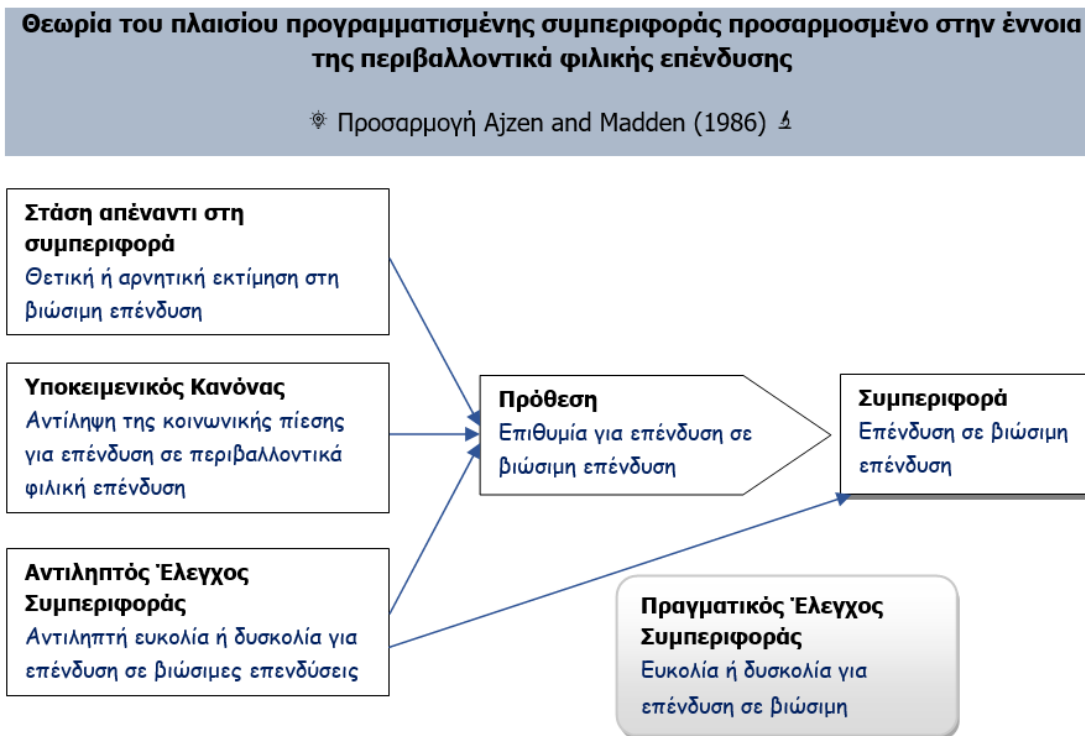 Θεωρία του πλαισίου προγραμματισμένης συμπεριφοράς προσαρμοσμένο στην έννοια
της περιβαλλοντικά φιλικής επένδυσης
Προσαρμογή Ajzen and Madden (1986)
Στάση απέναντι στη
συμπεριφορά
Θετική ή αρνητική εκτίμηση στη
βιώσιμη επένδυση
Υποκειμενικός Κανόνας
Αντίληψη της κοινωνικής πίεσης
για επένδυση σε περιβαλλοντικά
φιλική επένδυση
Αντιληπτός Έλεγχος
Συμπεριφοράς
Αντιληπτή ευκολία ή δυσκολία για
επένδυση σε βιώσιμες επενδύσεις
Πρόθεση
Επιθυμία για επένδυση σε
βιώσιμη επένδυση
Συμπεριφορά
Επένδυση σε βιώσιμη
επένδυση
Πραγματικός Έλεγχος
Συμπεριφοράς
Ευκολία ή δυσκολία για
επένδυση σε βιώσιμη